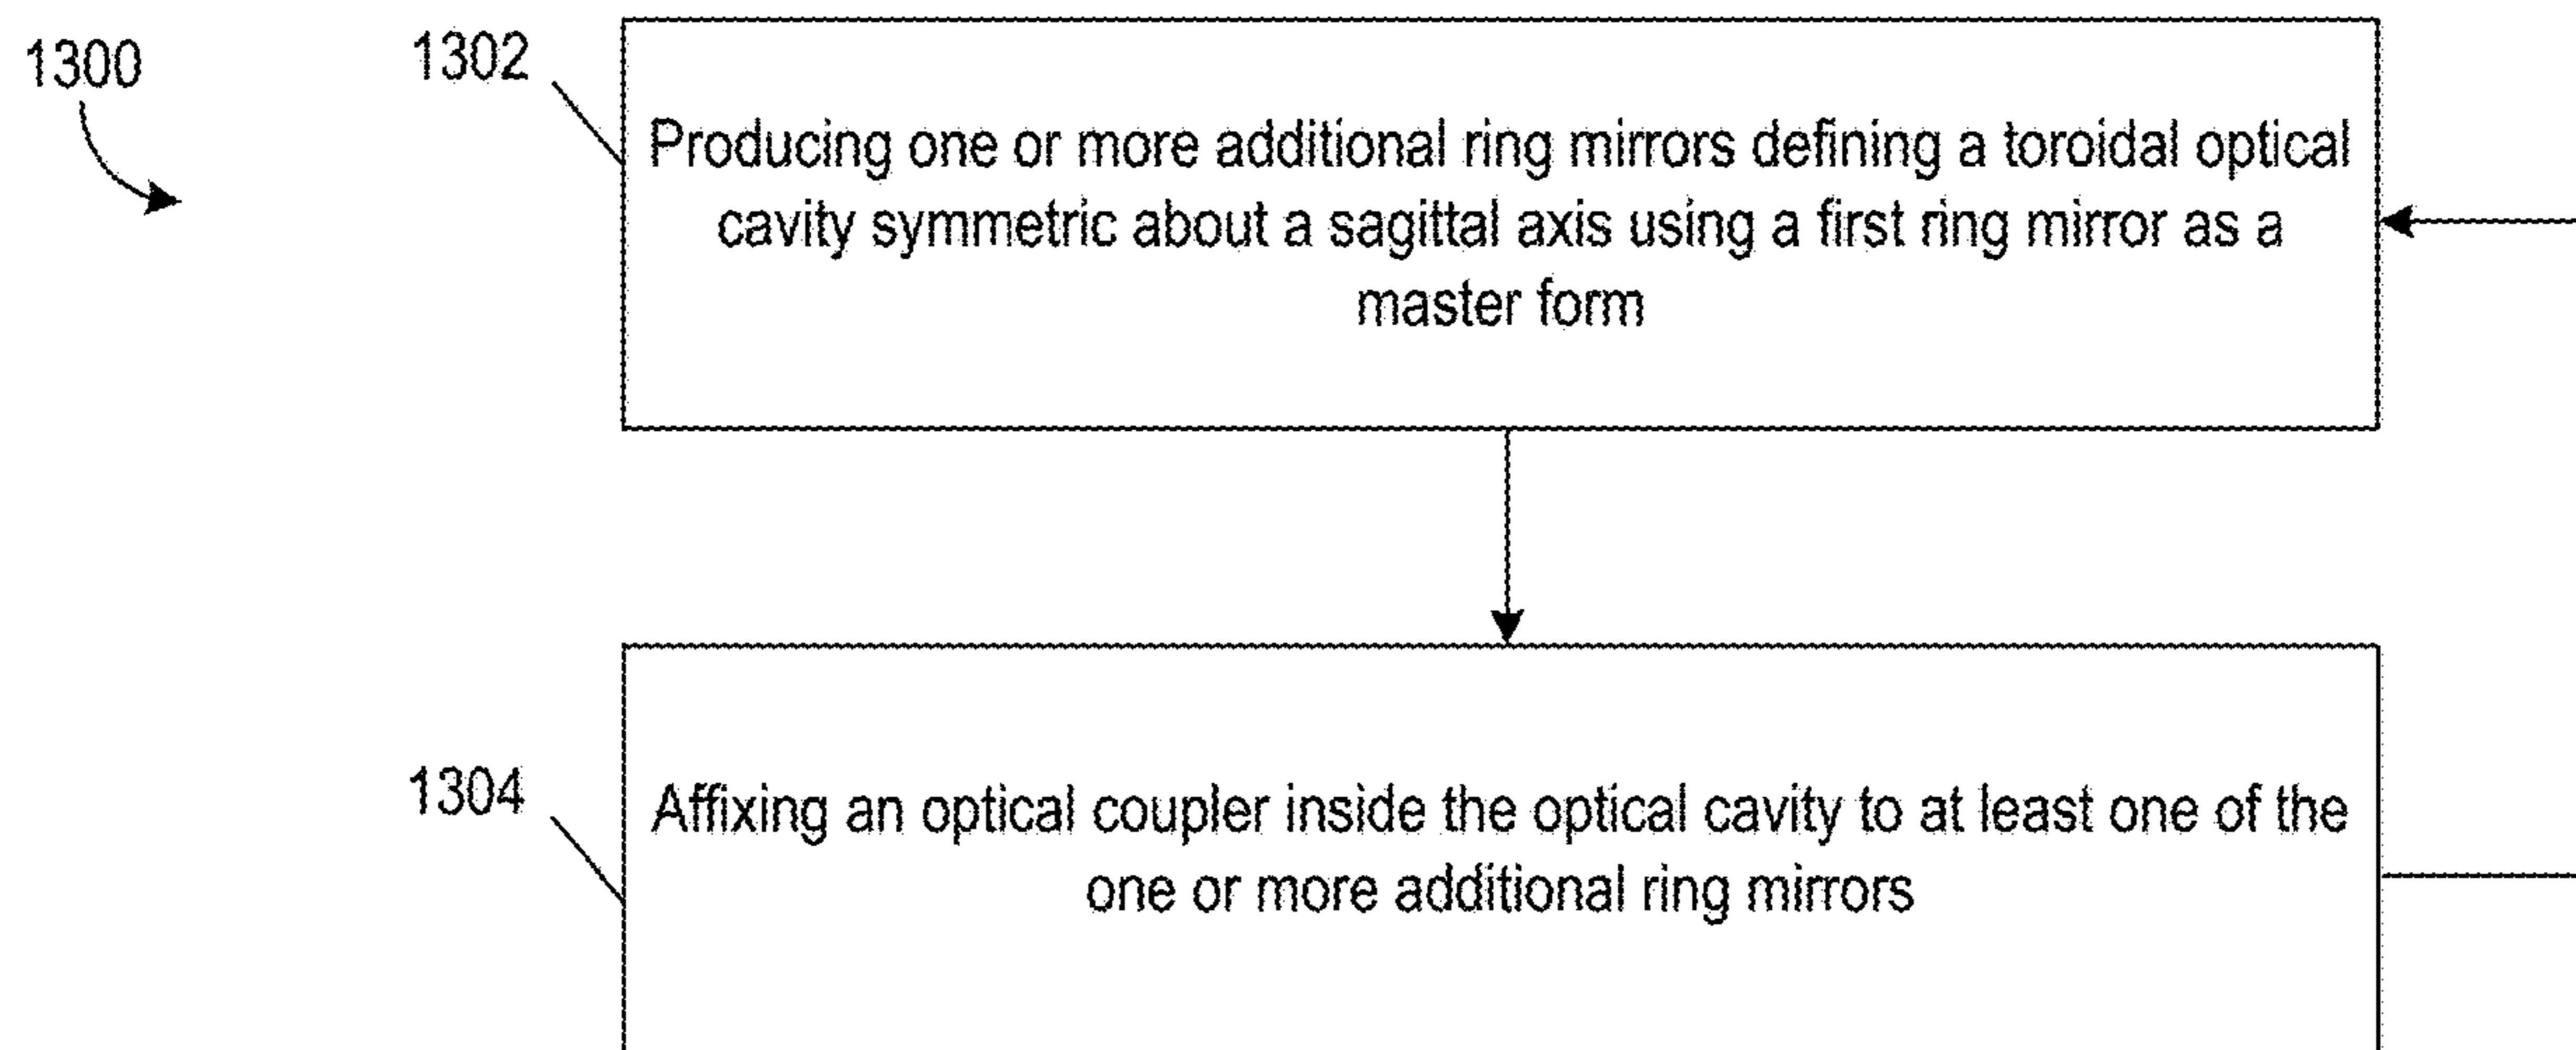 1300
1302
Producing one or more additional ring mirrors defining a toroidal optical
cavity symmetric about a sagittal axis using a first ring mirror as a
master form
1304
Affixing an optical coupler inside the optical cavity to at least one of the
one or more additional ring mirrors